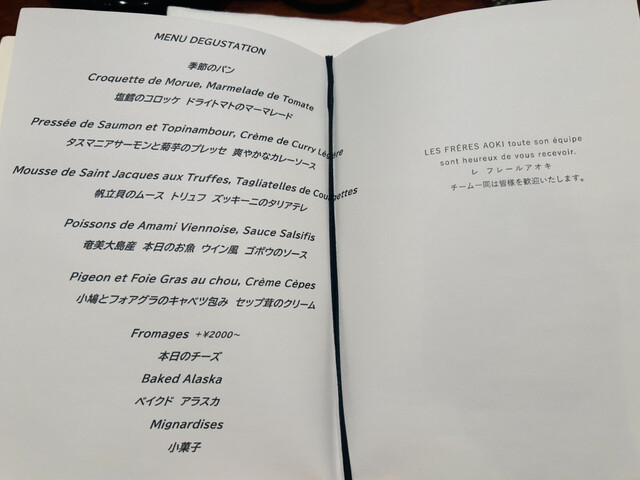 MENU DEGUSTATION
季節のパン
Croquette de Morue, Marmelade de Tomate
塩鱈のコロッケ ドライトマトのマーマレード
Pressée de Saumon et Topinambour, Crème de Curry Légère
タスマニアサーモンと菊芋のプレッセ 爽やかなカレーソース
Mousse de Saint Jacques aux Truffes, Tagliatelles de Courgettes
帆立貝のムース トリュフ ズッキーニのタリアテレ
Poissons de Amami Viennoise, Sauce Salsifis
奄美大島産 本日のお魚 ウイン風 ゴボウのソース
Pigeon et Foie Gras au chou, Crème Cèpes
小鳩とフォアグラのキャベツ包み セップ茸のクリーム
Fromages +¥2000~
本日のチーズ
Baked Alaska
ベイクド アラスカ
Mignardises
小菓子
LES FRÈRES AOKI toute son équipe
sont heureux de vous recevoir.
レ フレールアオキ
チーム一同は皆様を歓迎いたします。